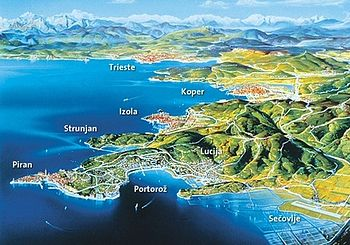 Trieste
Koper
Izola
Strunjan
Lucija
Piran
Portorož
Sečovlje